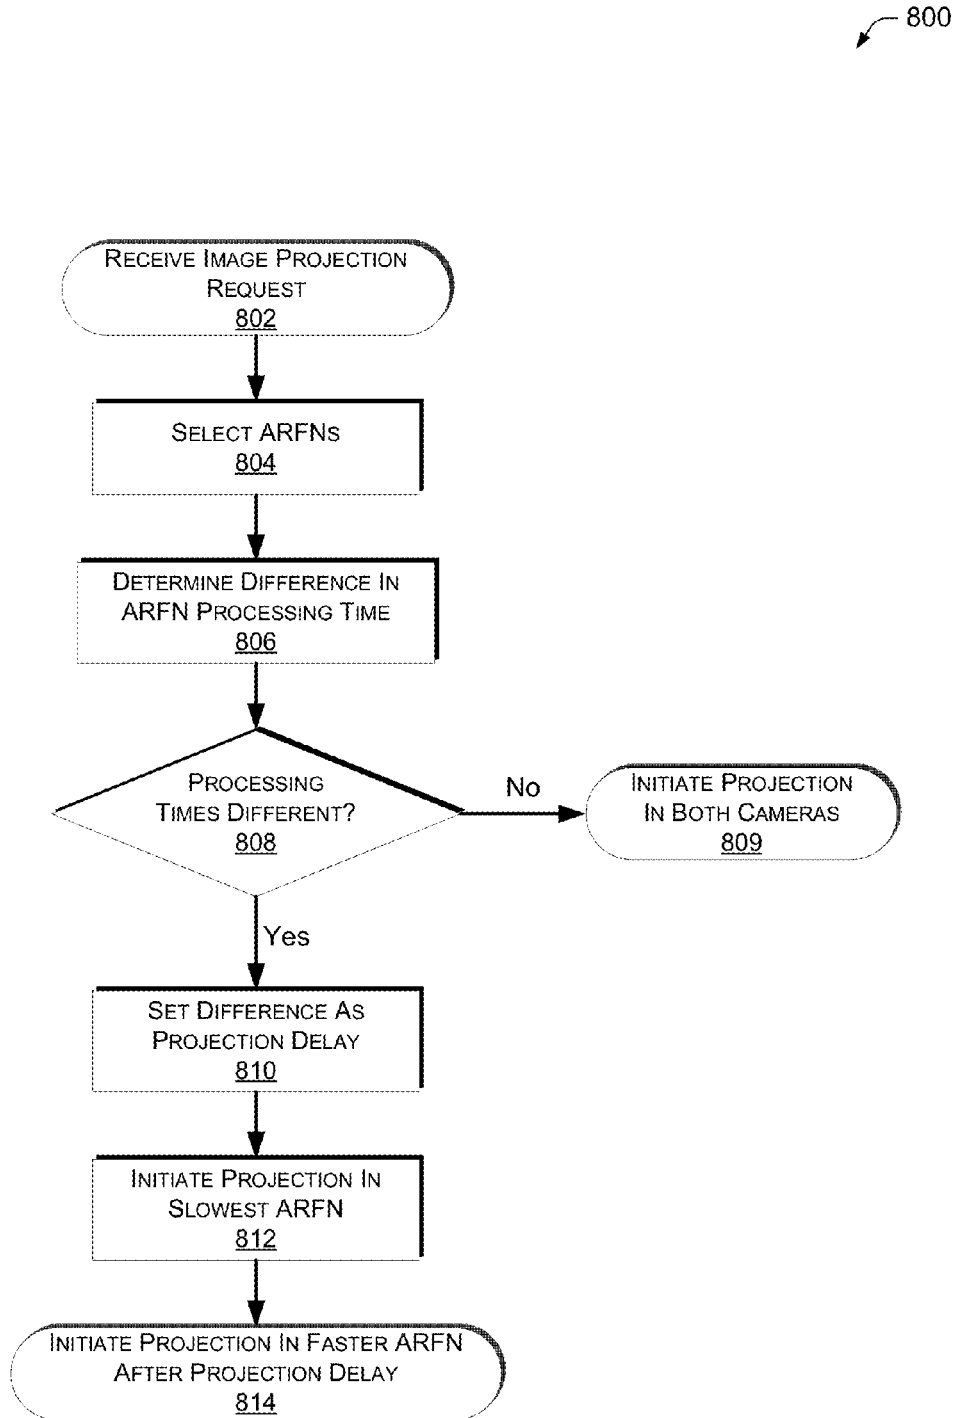 800
RECEIVE IMAGE PROJECTION
REQUEST
802
SELECT ARFNS
804
DETERMINE DIFFERENCE IN
ARFN PROCESSING TIME
806
PROCESSING
TIMES DIFFERENT?
808
No
INITIATE PROJECTION
IN BOTH CAMERAS
809
Yes
SET DIFFERENCE AS
PROJECTION DELAY
810
INITIATE PROJECTION IN
SLOWEST ARFN
812
INITIATE PROJECTION IN FASTER ARFN
AFTER PROJECTION DELAY
814